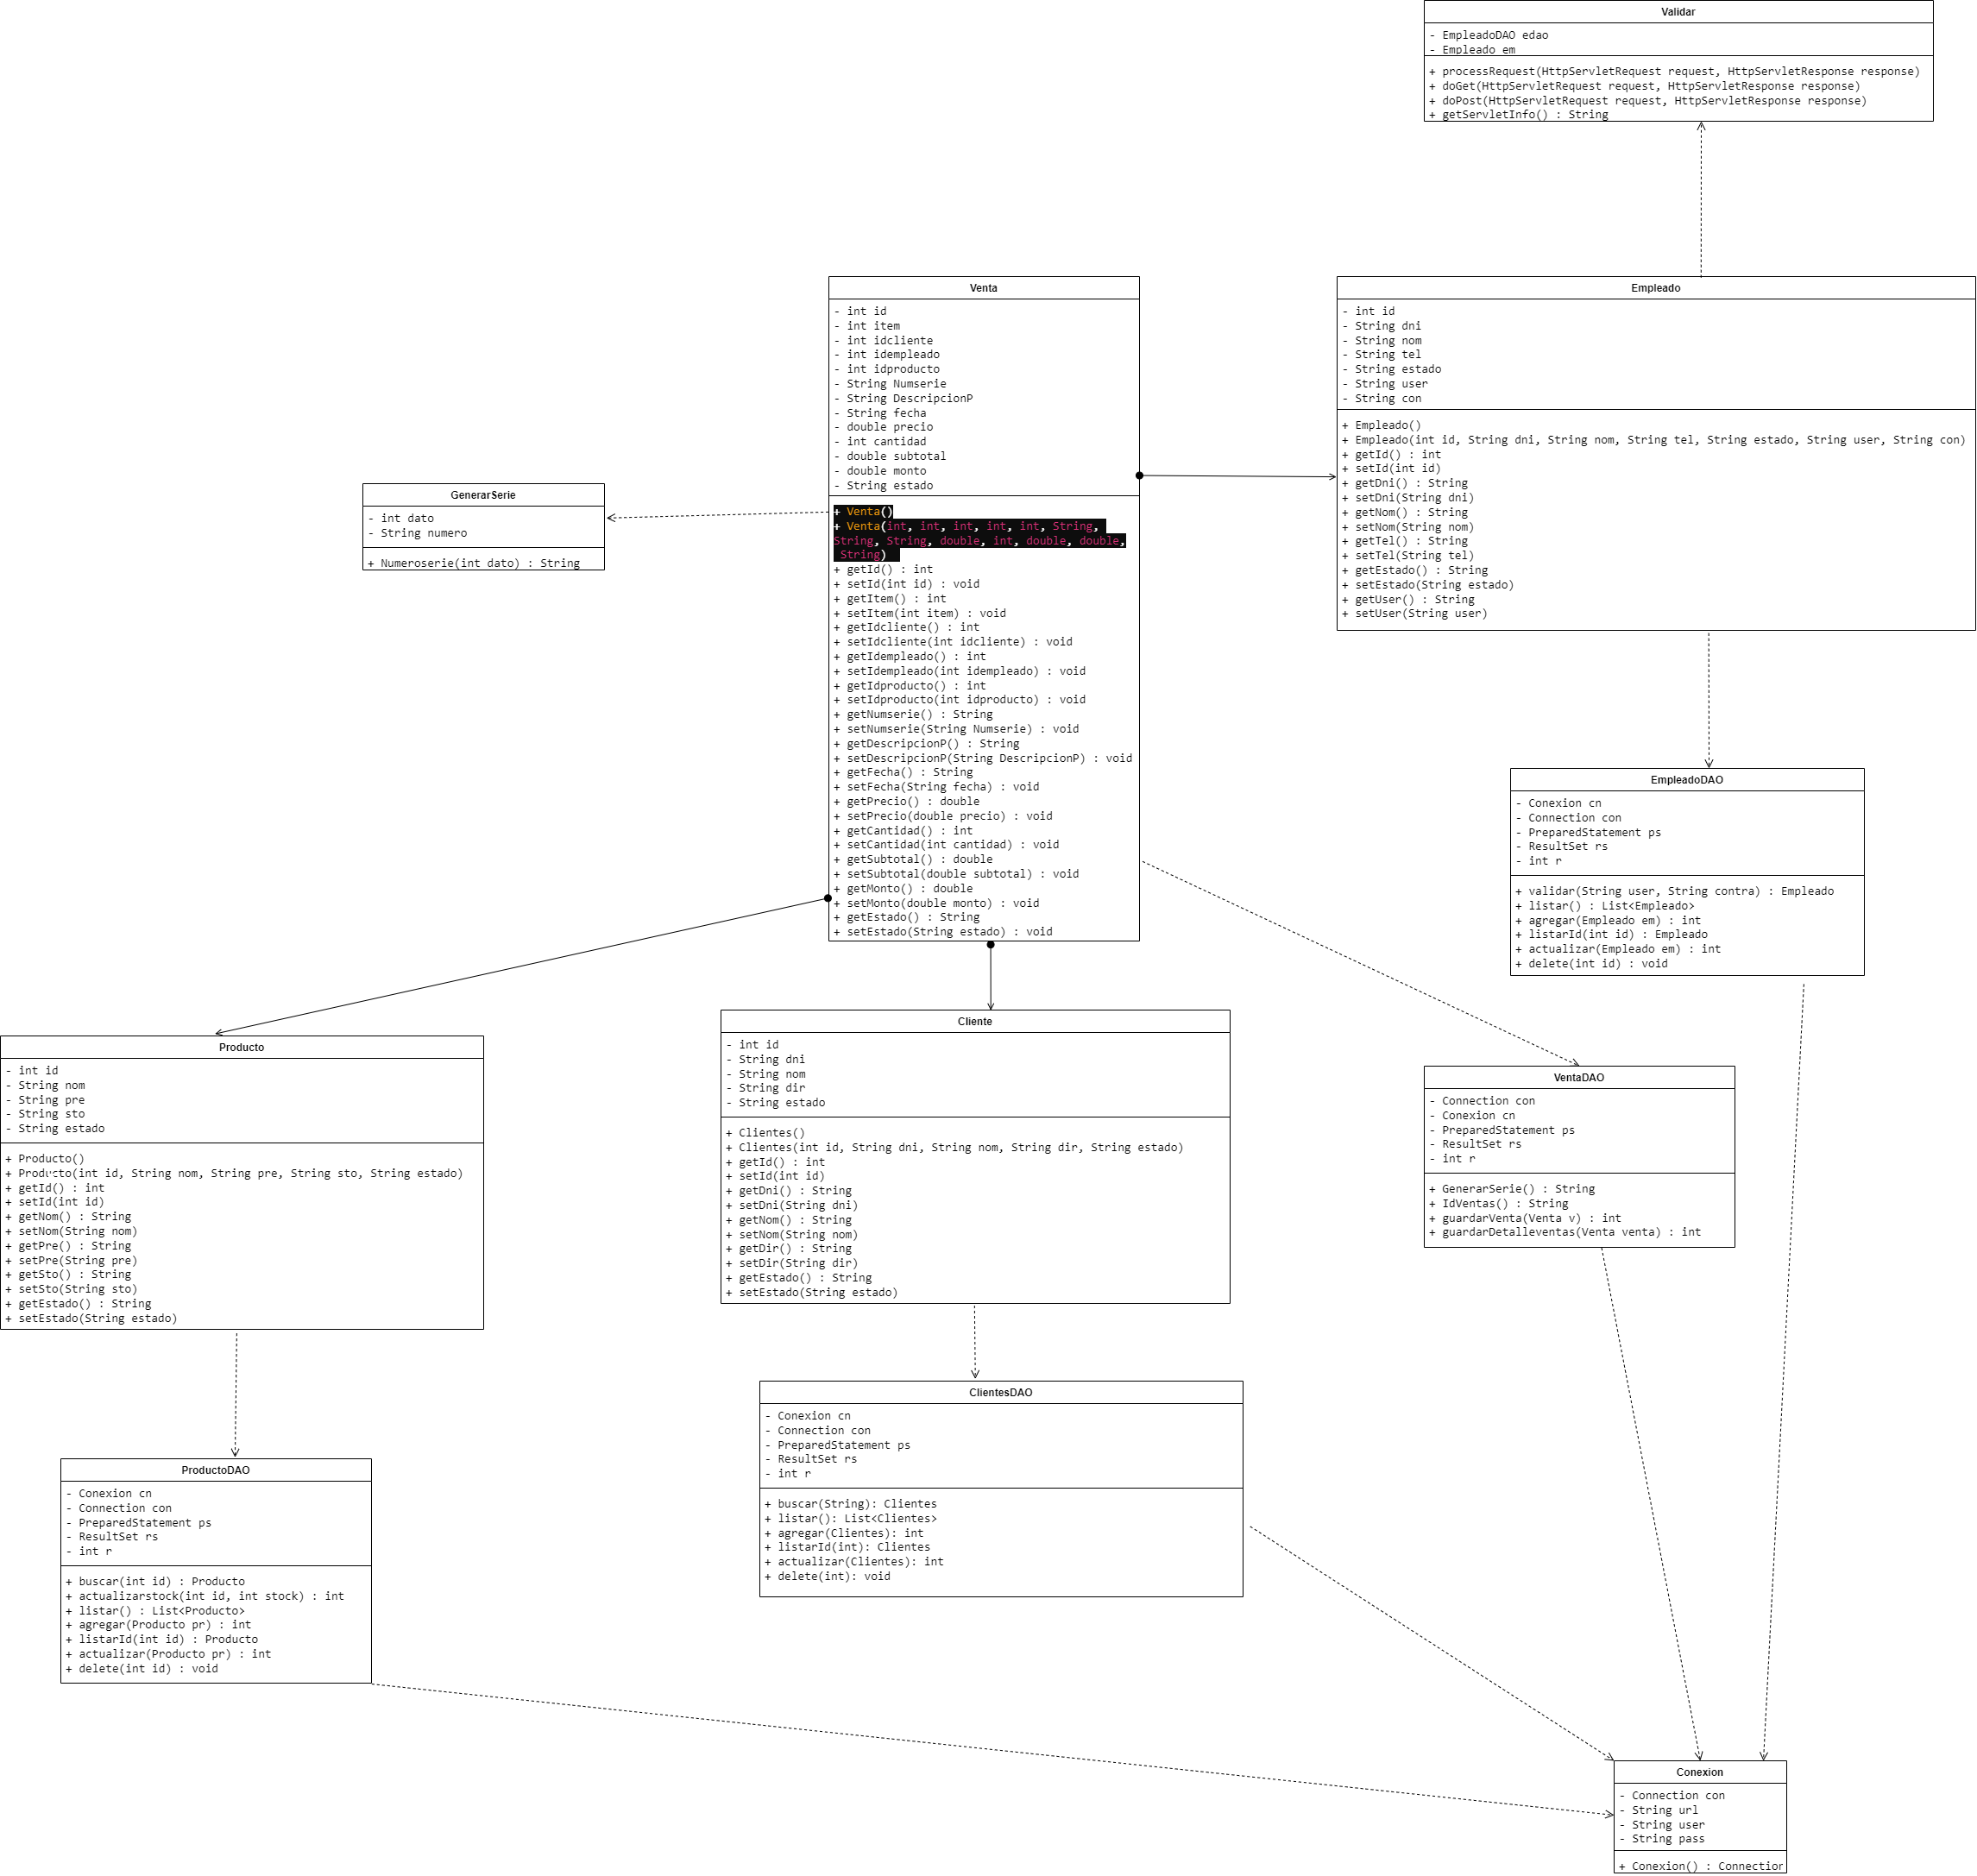 Validar
- EmpleadoDAO edao
- Empleado em
+ processRequest(HttpServletRequest request, HttpServletResponse response)
+ doGet(HttpServletRequest request, HttpServletResponse response)
+ doPost(HttpServletRequest request, HttpServletResponse response)
+ getServletInfo() : String
Venta
- int id
- int item
- int idcliente
- int idempleado
- int idproducto
- String Numserie
- String DescripcionP
- String fecha
- double precio
- int cantidad
- double subtotal
- double monto
- String estado
+ Venta()
+ Venta(int, int, int, int, int, String,
String, String, double, int, double, double,
String)
+ getId() : int
+ setId(int id) : void
+ getItem() : int
+ setItem(int item) : void
+ getIdcliente() : int
+ setIdcliente(int idcliente) : void
+ getIdempleado() : int
+ setIdempleado(int idempleado) : void
+ getIdproducto() : int
+ setIdproducto(int idproducto) : void
+ getNumserie() : String
+ setNumserie(String Numserie) : void
+ getDescripcionP() : String
+ setDescripcionP(String DescripcionP) : void
+ getFecha() : String
+ setFecha(String fecha) : void
+ getPrecio() : double
+ setPrecio(double precio) : void
+ getCantidad() : int
+ setCantidad(int cantidad) : void
+ getSubtotal() : double
+ setSubtotal(double subtotal) : void
+ getMonto() : double
+ setMonto(double monto) : void
+ getEstado() : String
+ setEstado(String estado) : void
Empleado
- int id
- String dni
- String nom
- String tel
- String estado
- String user
- String con
+ Empleado()
+ Empleado(int id, String dni, String nom, String tel, String estado, String user, String con)
+ getId() : int
+ setId(int id)
+ getDni() : String
+ setDni(String dni)
+ getNom() : String
+ setNom(String nom)
+ getTel() : String
+ setTel(String tel)
+ getEstado() : String
+ setEstado(String estado)
+ getUser() : String
+ setUser(String user)
GenerarSerie
- int dato
- String numero
+ Numeroserie(int dato) : String
EmpleadoDAO
- Conexion cn
- Connection con
- PreparedStatement ps
- ResultSet rs
- int r
+ validar(String user, String contra) : Empleado
+ listar() : List<Empleado>
+ agregar(Empleado em) : int
+ listarId(int id) : Empleado
+ actualizar(Empleado em) : int
+ delete(int id) : void
Producto
- int id
- String nom
- String pre
- String sto
- String estado
+ Producto()
+ Producto(int id, String nom, String pre, String sto, String estado)
+ getId() : int
+ setId(int id)
+ getNom() : String
+ setNom(String nom)
+ getPre() : String
+ setPre(String pre)
+ getSto() : String
+ setSto(String sto)
+ getEstado() : String
+ setEstado(String estado)
Cliente
- int id
- String dni
- String nom
- String dir
- String estado
+ Clientes()
+ Clientes(int id, String dni, String nom, String dir, String estado)
+ getId() : int
+ setId(int id)
+ getDni() : String
+ setDni(String dni)
+ getNom() : String
+ setNom(String nom)
+ getDir() : String
+ setDir(String dir)
+ getEstado() : String
+ setEstado(String estado)
VentaDAO
- Connection con
- Conexion cn
- PreparedStatement ps
- ResultSet rs
- int r
+ GenerarSerie() : String
+ IdVentas() : String
+ guardarVenta(Venta v) : int
+ guardarDetalleventas(Venta venta) : int
ClientesDAO
- Conexion cn
- Connection con
- PreparedStatement ps
- ResultSet rs
- int r
+ buscar(String): Clientes
+ listar(): List<Clientes>
+ agregar(Clientes): int
+ listarId(int): Clientes
+ actualizar(Clientes): int
+ delete(int): void
ProductoDAO
- Conexion cn
- Connection con
- PreparedStatement ps
- ResultSet rs
- int r
+ buscar(int id) : Producto
+ actualizarstock(int id, int stock) : int
+ listar() : List<Producto>
+ agregar(Producto pr) : int
+ listarId(int id) : Producto
+ actualizar(Producto pr) : int
+ delete(int id) : void
Conexion
- Connection con
- String url
- String user
- String pass
+ Conexion() : Connection